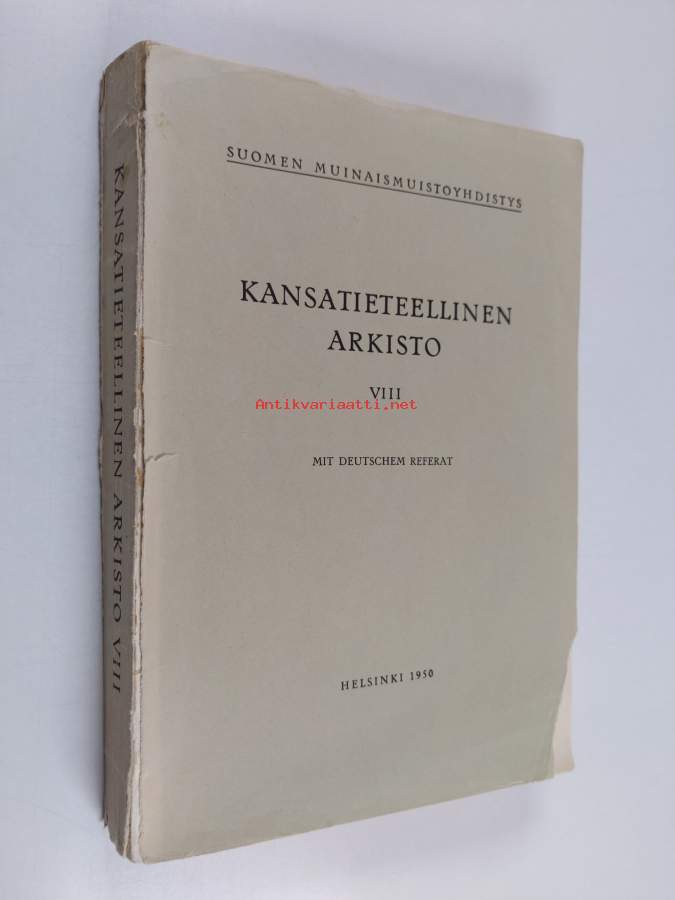 SUOMEN MUINAISMUISTOYHDISTYS
KANSATIETEELLINEN
ARKISTO
VIII
Antikvariaatti.net
MIT DEUTSCHEM REFERAT
HELSINKI 1950
KANSATIETEELLINEN ARKISTO VIII